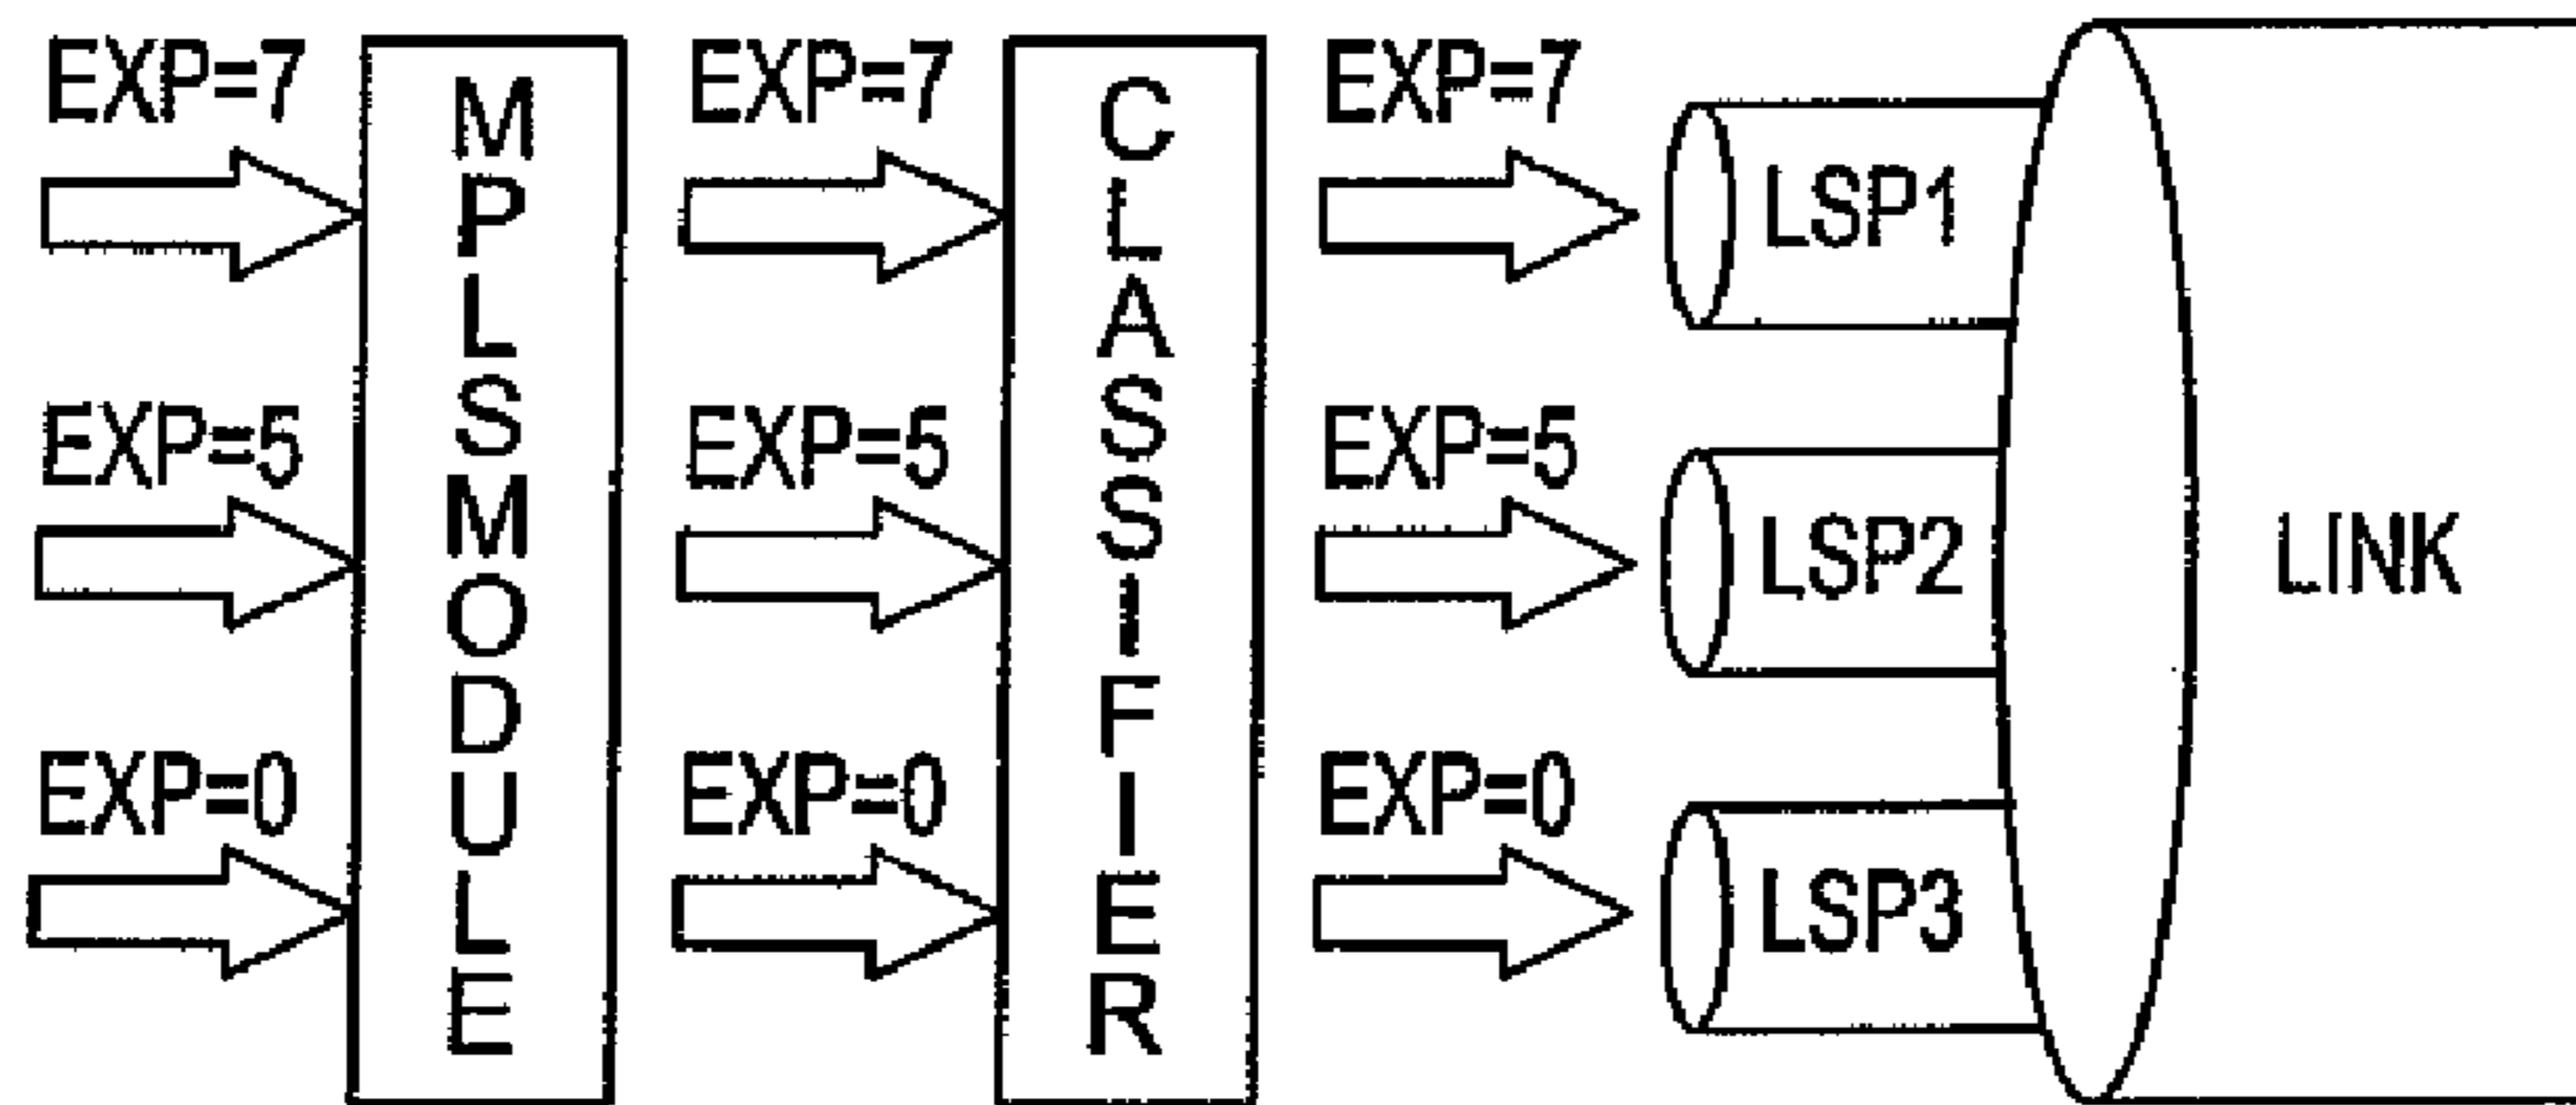 EXP=7
EXP=5
EXP=0
MPLS MODULE
EXP=7
EXP=5
EXP=0
CLASSIFIER
EXP=7
EXP=5
EXP=0
LSP1
LSP2
LSP3
LINK